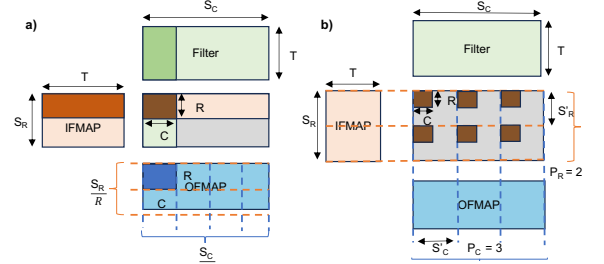 a)
S_C
Filter
T
T
S_R
IFMAP
R
C
S_R
R
R
OFMAP
C
S_C
b)
S_C
Filter
T
T
S_R
IFMAP
R
C
S'_R
P_R = 2
OFMAP
S'_C
P_C = 3